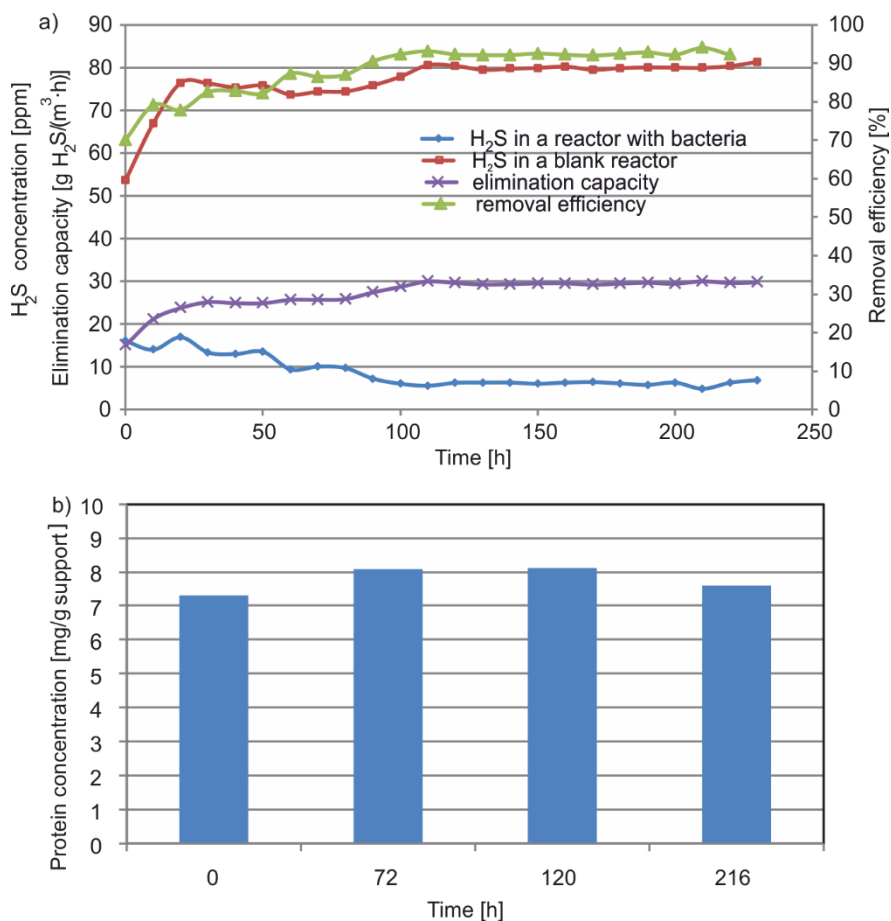 a)
90
80
70
60
50
40
30
20
10
0
H₂S concentration [ppm]
Elimination capacity [g H₂S/(m³·h)]
H₂S in a reactor with bacteria
H₂S in a blank reactor
elimination capacity
removal efficiency
100
90
80
70
60
50
40
30
20
10
0
Removal efficiency [%]
0 50 100 150 200 250
Time [h]
b)
10
9
8
7
6
5
4
3
2
1
0
Protein concentration [mg/g support]
0 72 120 216
Time [h]